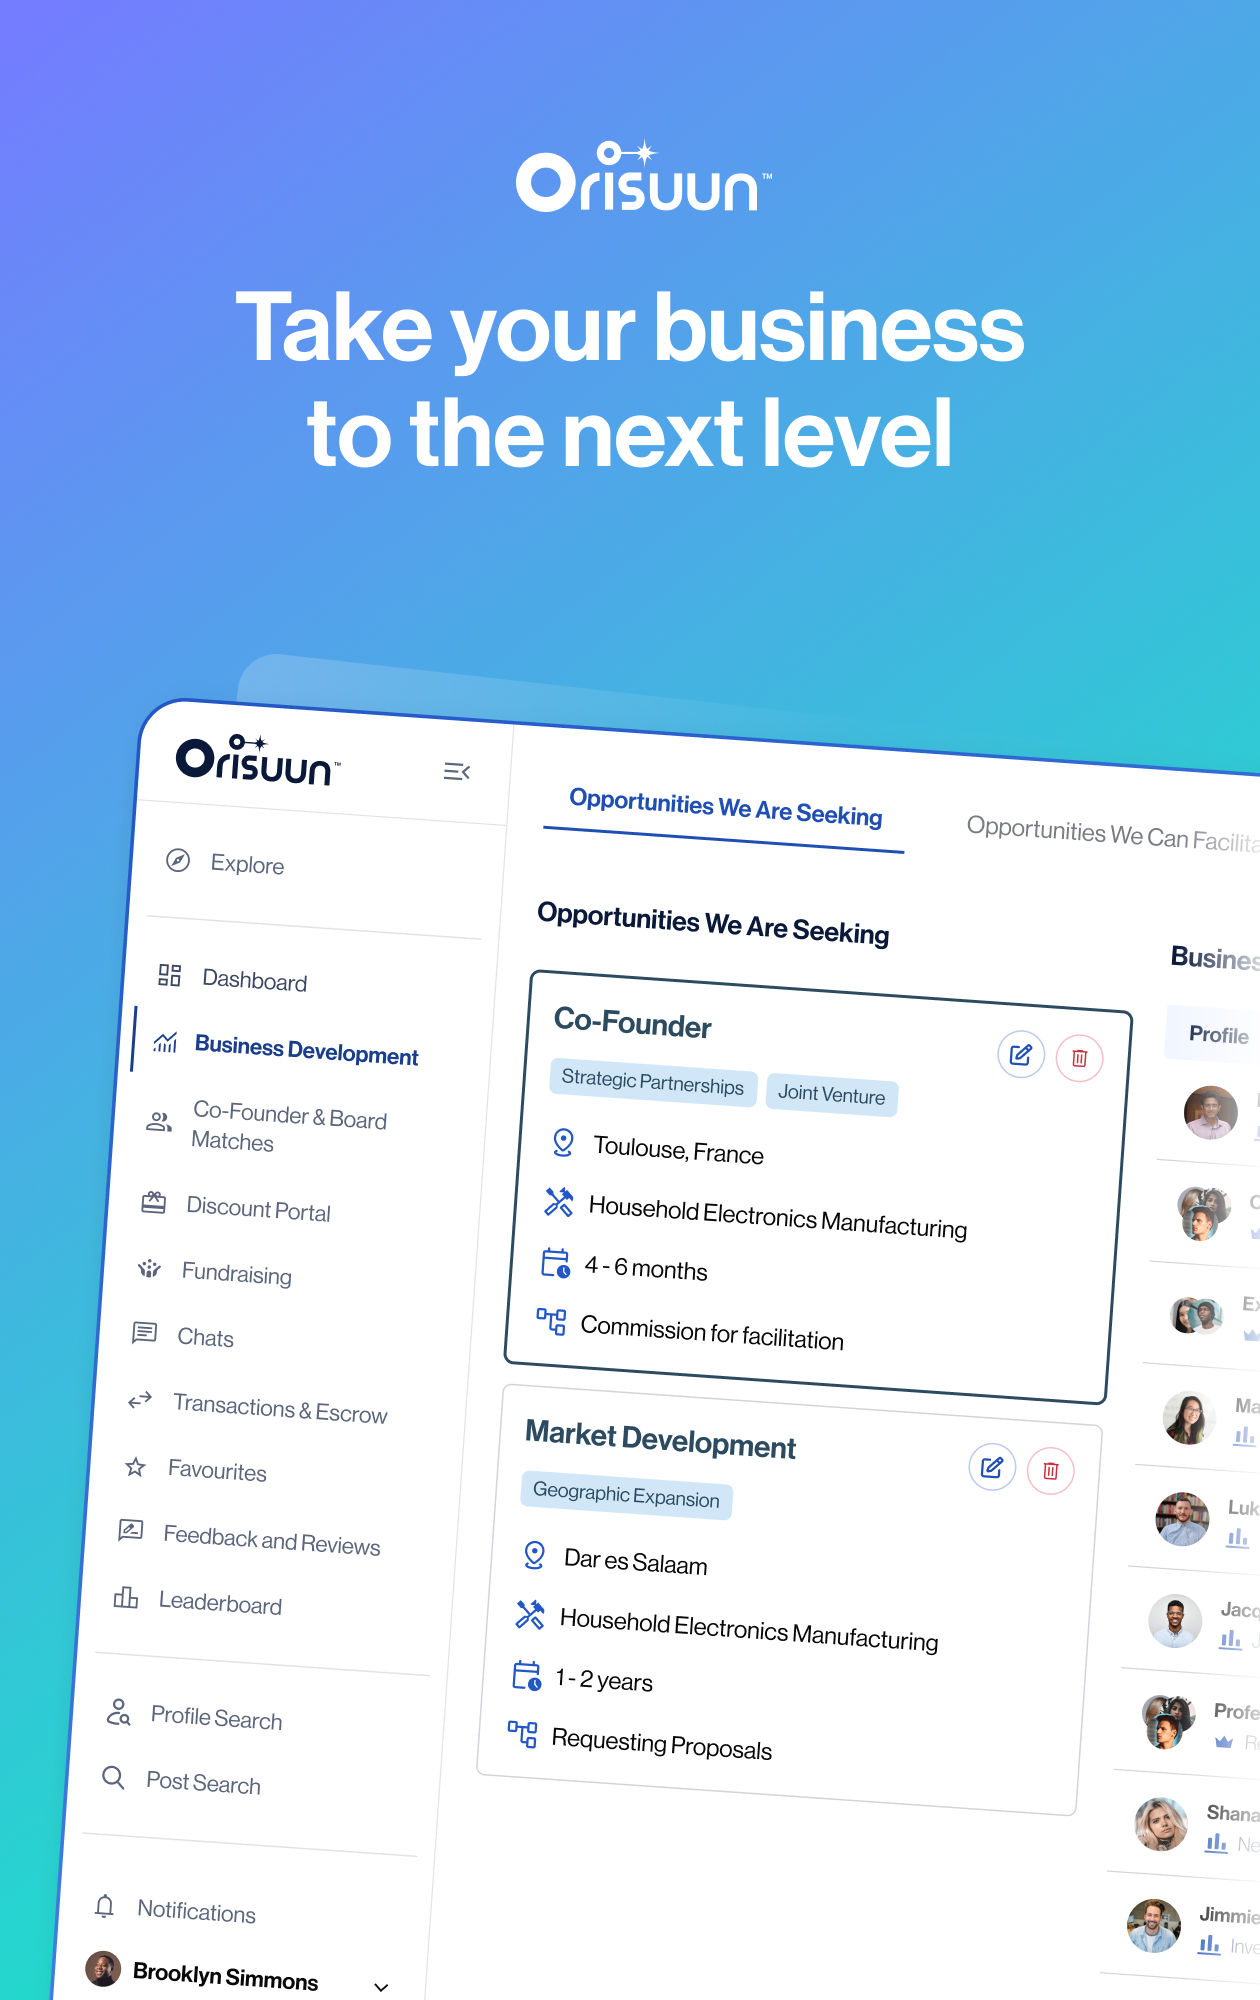 Orisuun™
Take your business
to the next level
Orisuun™
Explore
Dashboard
Business Development
Co-Founder & Board
Matches
Discount Portal
Fundraising
Chats
Transactions & Escrow
Favourites
Feedback and Reviews
Leaderboard
Profile Search
Post Search
Notifications
Brooklyn Simmons
Opportunities We Are Seeking
Opportunities We Can Facilita
Opportunities We Are Seeking
Co-Founder
Strategic Partnerships
Joint Venture
Toulouse, France
Household Electronics Manufacturing
4 - 6 months
Commission for facilitation
Market Development
Geographic Expansion
Dar es Salaam
Household Electronics Manufacturing
1 - 2 years
Requesting Proposals
Busines
Profile
Ex
Ma
Luk
Jacq
Profe
Re
Shana
Ne
Jimmie
Inve